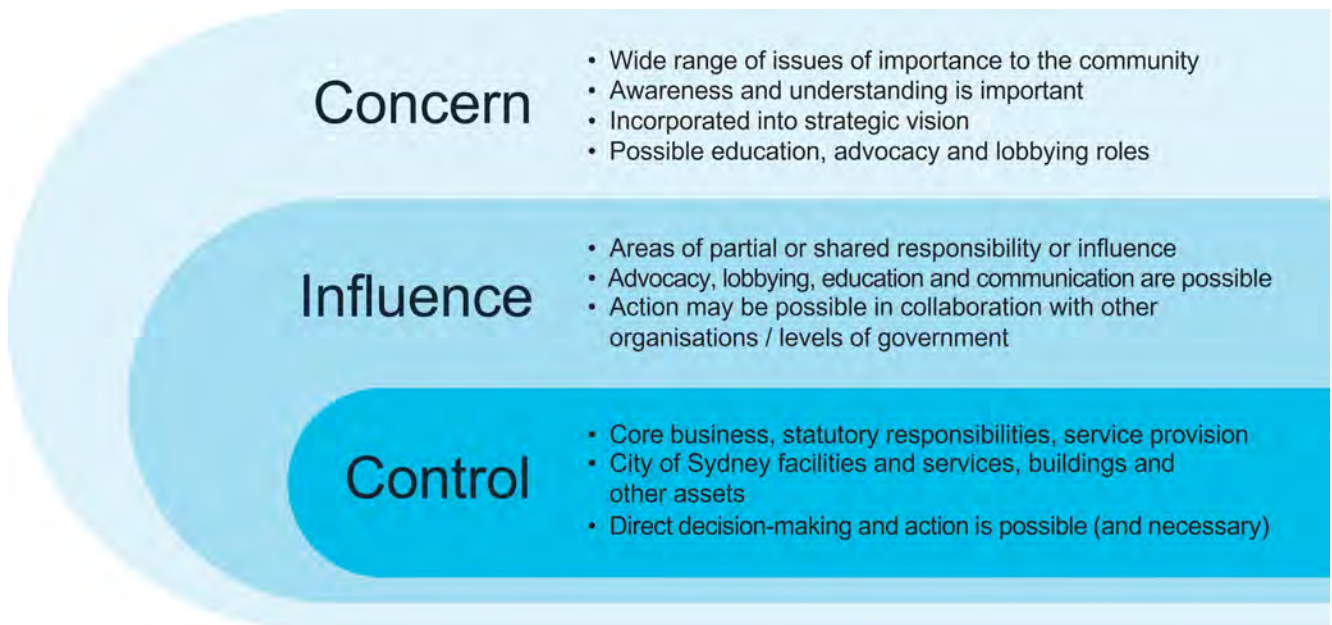 Concern
• Wide range of issues of importance to the community
• Awareness and understanding is important
• Incorporated into strategic vision
• Possible education, advocacy and lobbying roles
Influence
• Areas of partial or shared responsibility or influence
• Advocacy, lobbying, education and communication are possible
• Action may be possible in collaboration with other
organisations / levels of government
Control
• Core business, statutory responsibilities, service provision
• City of Sydney facilities and services, buildings and
other assets
• Direct decision-making and action is possible (and necessary)